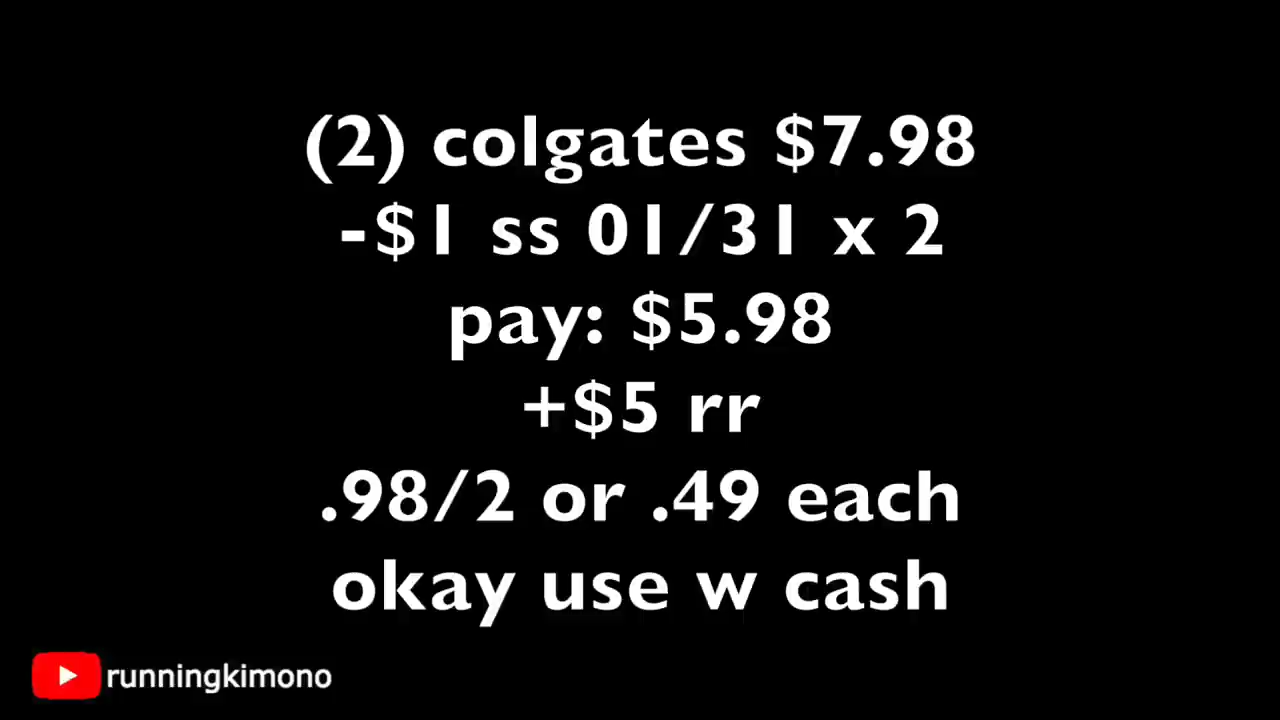 (2) colgates $7.98
-$1 ss 01/31 x 2
pay: $5.98
+$5 rr
.98/2 or .49 each
okay use w cash
runningkimono